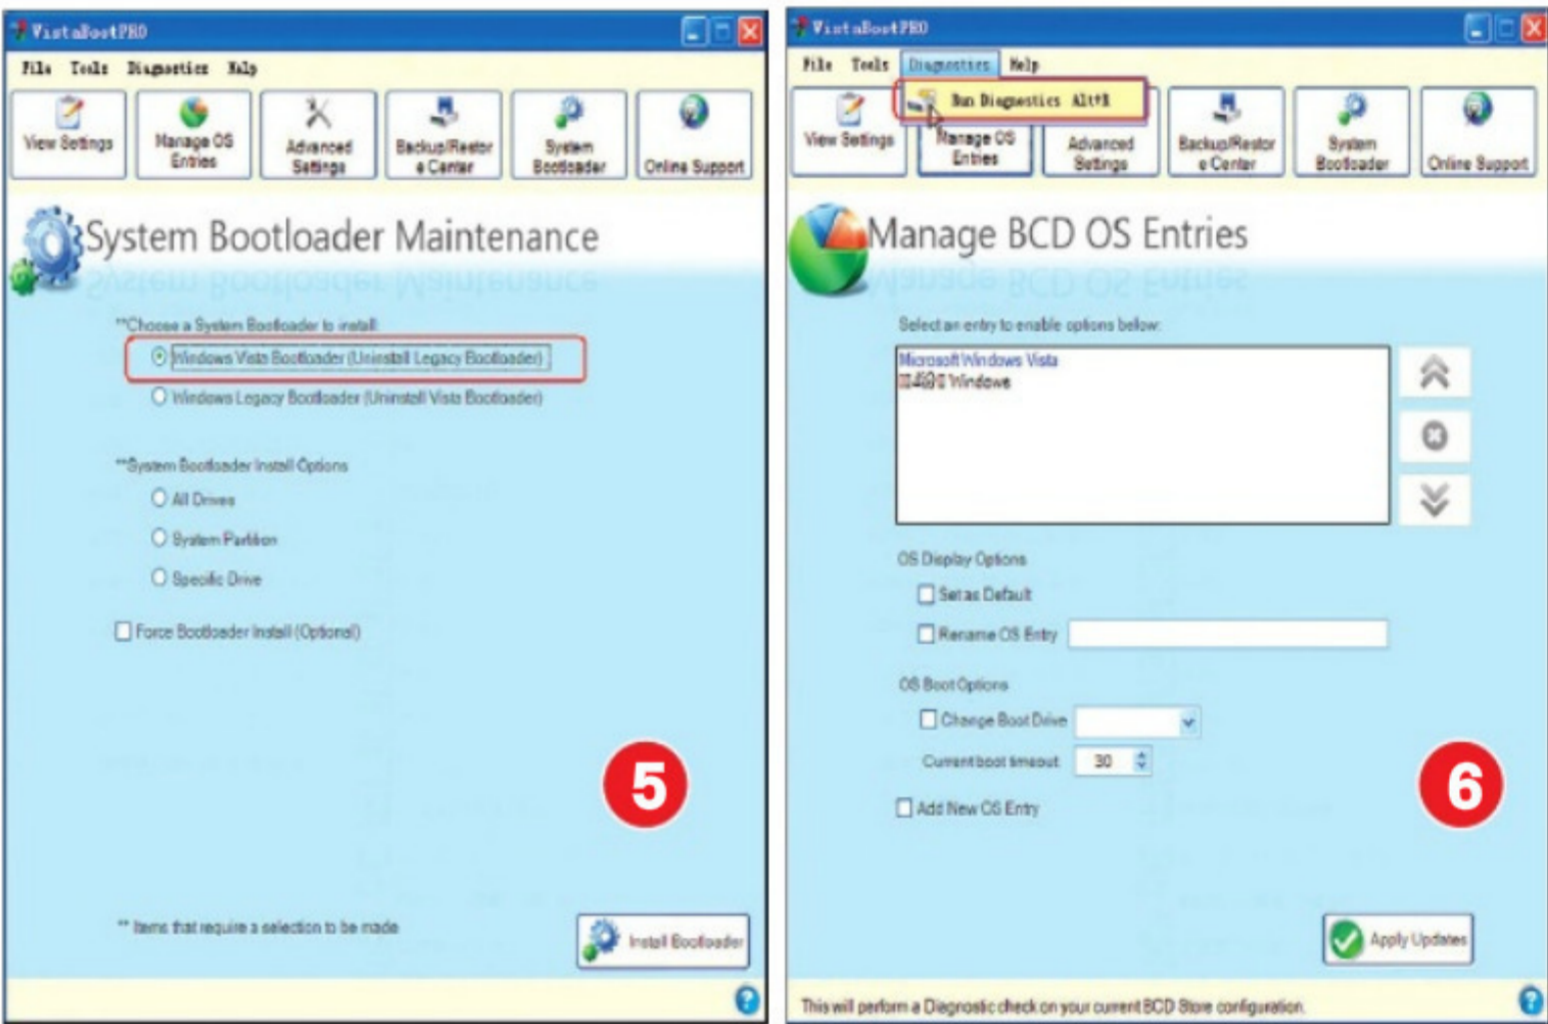 VistaBootPRO
File Tools Diagnostics Help
View Settings
Manage OS
Entries
Advanced
Settings
Backup/Restor
e Center
System
Bootloader
Online Support
System Bootloader Maintenance
**Choose a System Bootloader to install:
Windows Vista Bootloader (Uninstall Legacy Bootloader)
Windows Legacy Bootloader (Uninstall Vista Bootloader)
**System Bootloader Install Options
All Drives
System Partition
Specific Drive
Force Bootloader Install (Optional)
5
** Items that require a selection to be made
Install Bootloader
VistaBootPRO
File Tools Diagnostics Help
Run Diagnostics Alt+R
View Settings
Manage OS
Entries
Advanced
Settings
Backup/Restor
e Center
System
Bootloader
Online Support
Manage BCD OS Entries
Select an entry to enable options below:
Microsoft Windows Vista
Windows
OS Display Options
Set as Default
Rename OS Entry
OS Boot Options
Change Boot Drive
Current boot timeout 30
Add New OS Entry
6
Apply Updates
This will perform a Diagnostic check on your current BCD Store configuration.